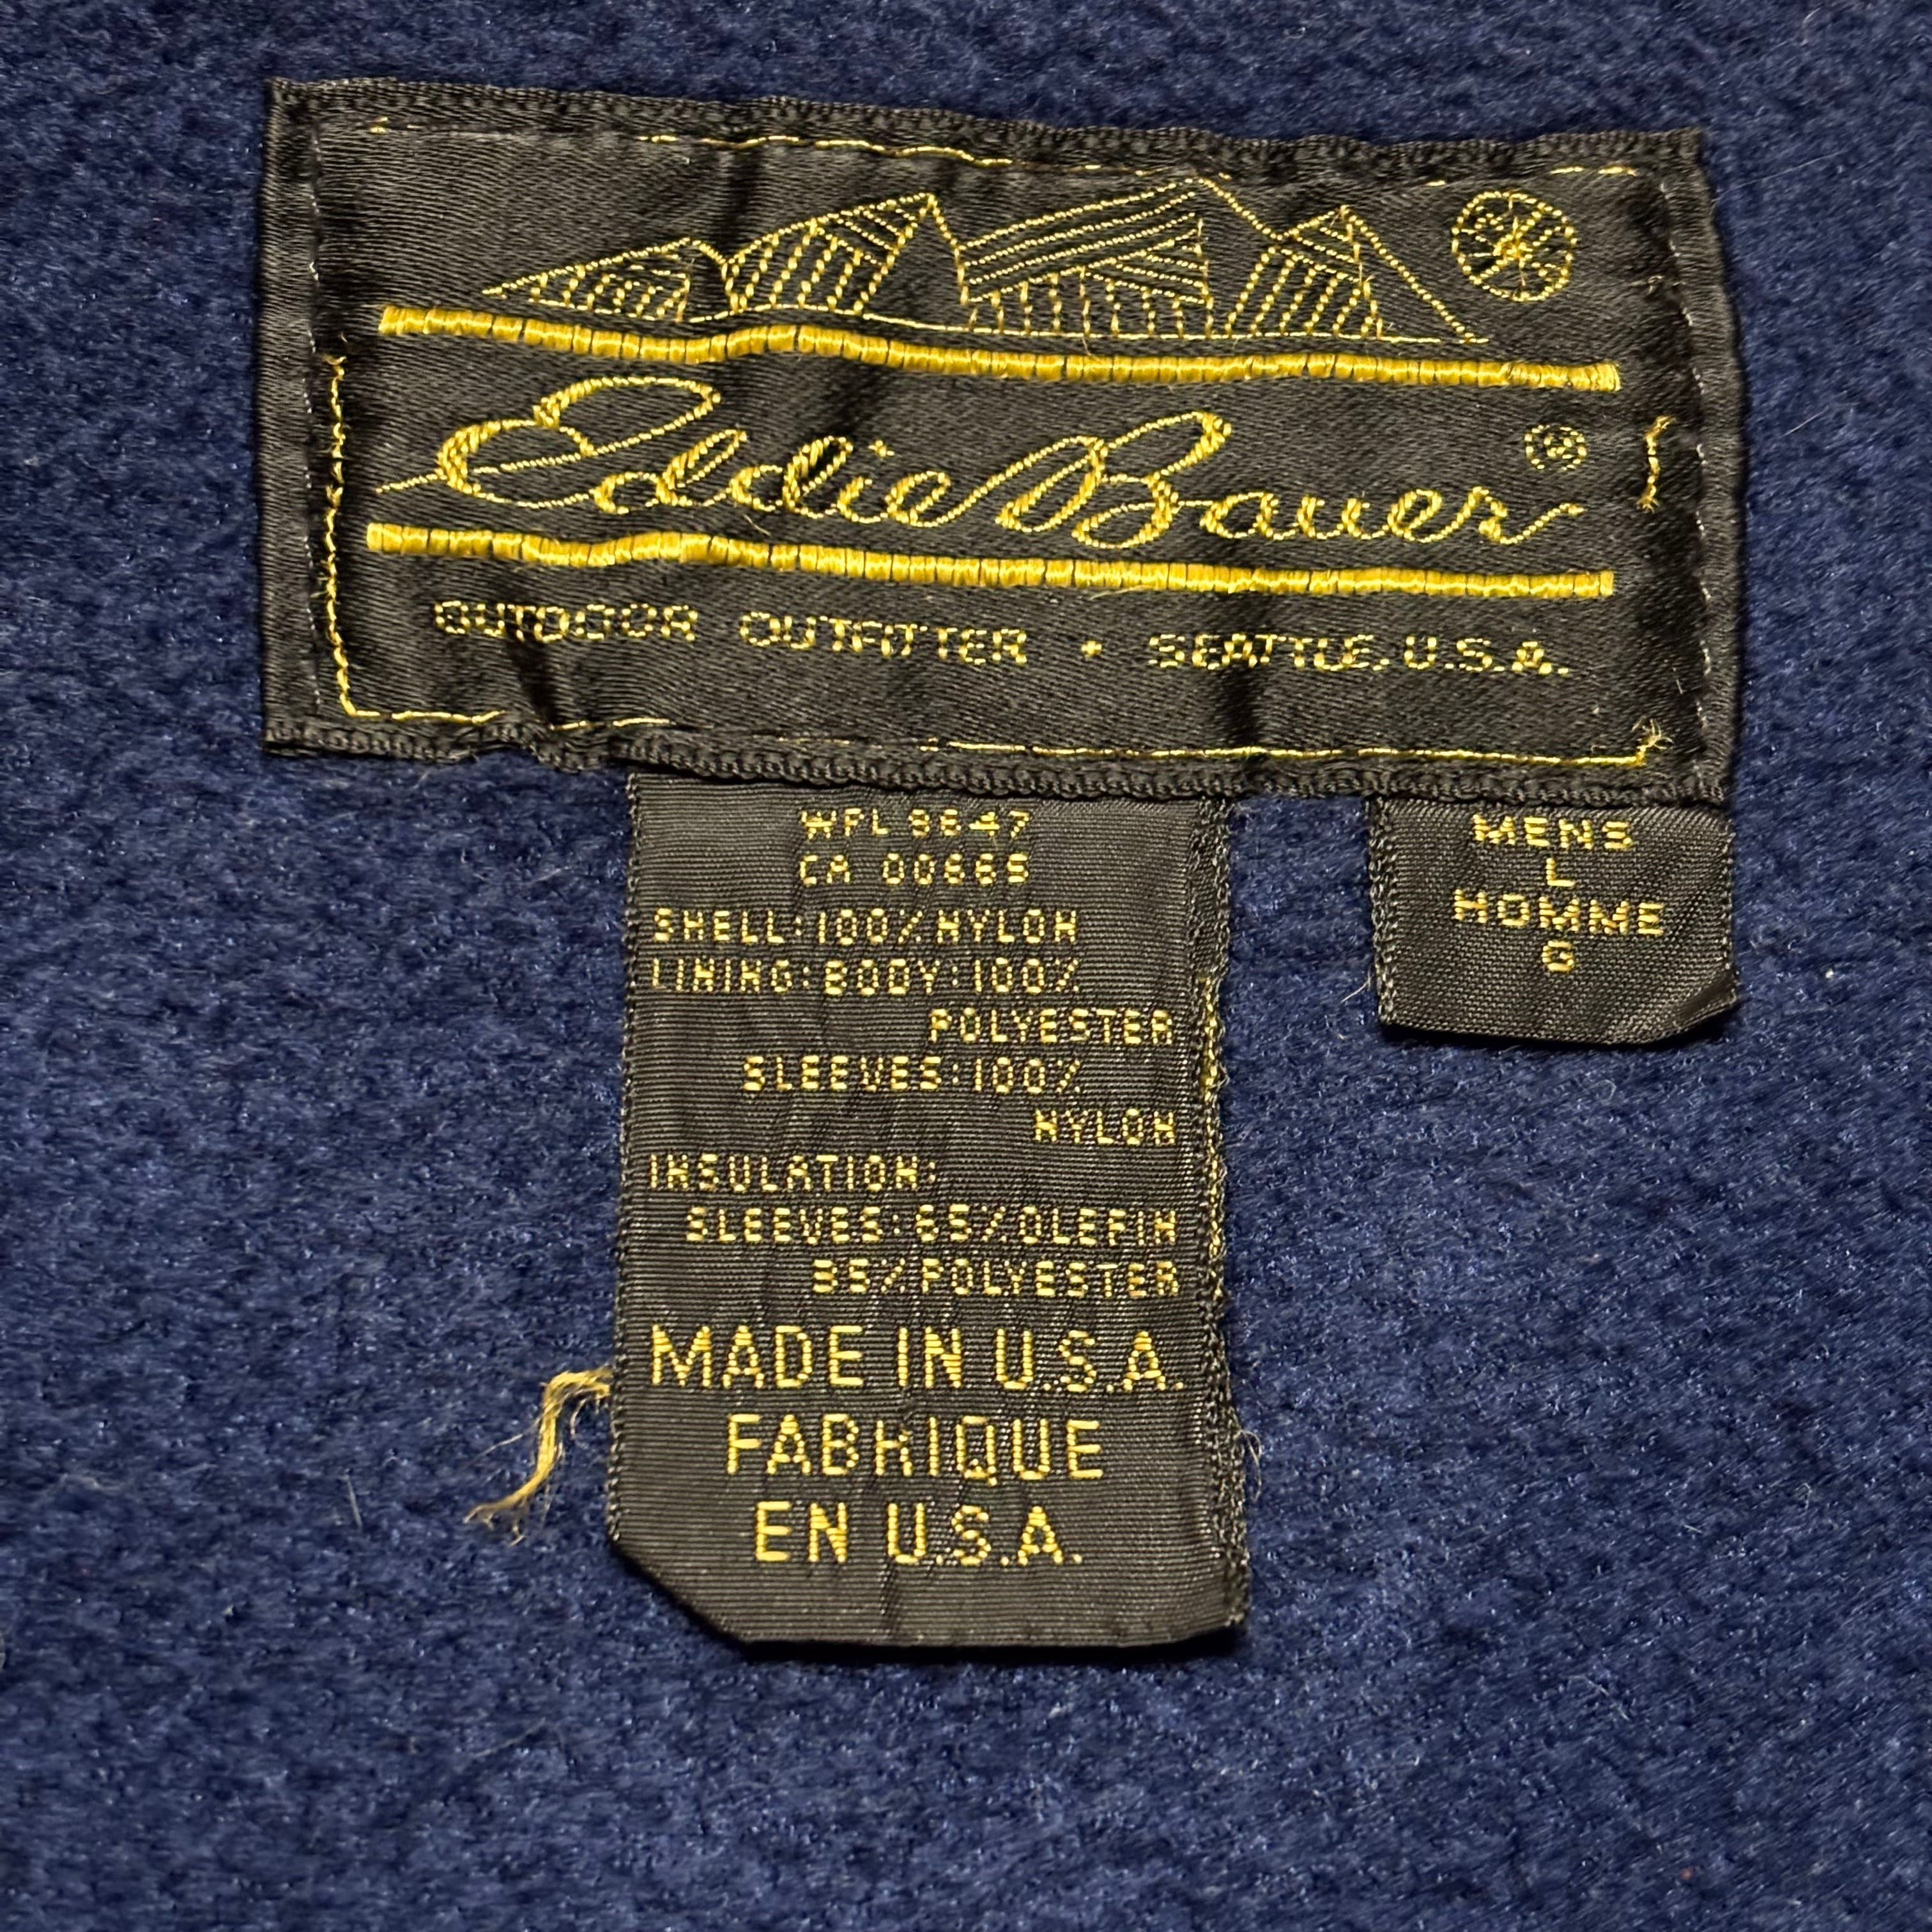 Eddie Bauer ®
OUTDOOR OUTFITTER • SEATTLE, U.S.A.
WPL 9647
CA 00669
SHELL:100%NYLON
LINING:BODY:100%
POLYESTER
SLEEVES:100%
NYLON
INSULATION:
SLEEVES:65%OLEFIN
35%POLYESTER
MADE IN U.S.A.
FABRIQUE
EN U.S.A.
MENS
L
HOMME
G